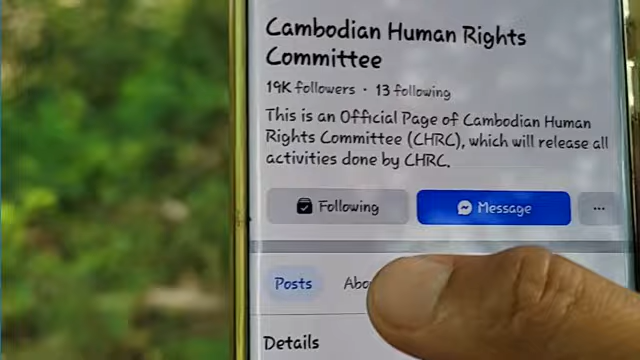 Cambodian Human Rights
Committee
19K followers · 13 following
This is an Official Page of Cambodian Human
Rights Committee (CHRC), which will release all
activities done by CHRC.
Following
Message
Posts
Details